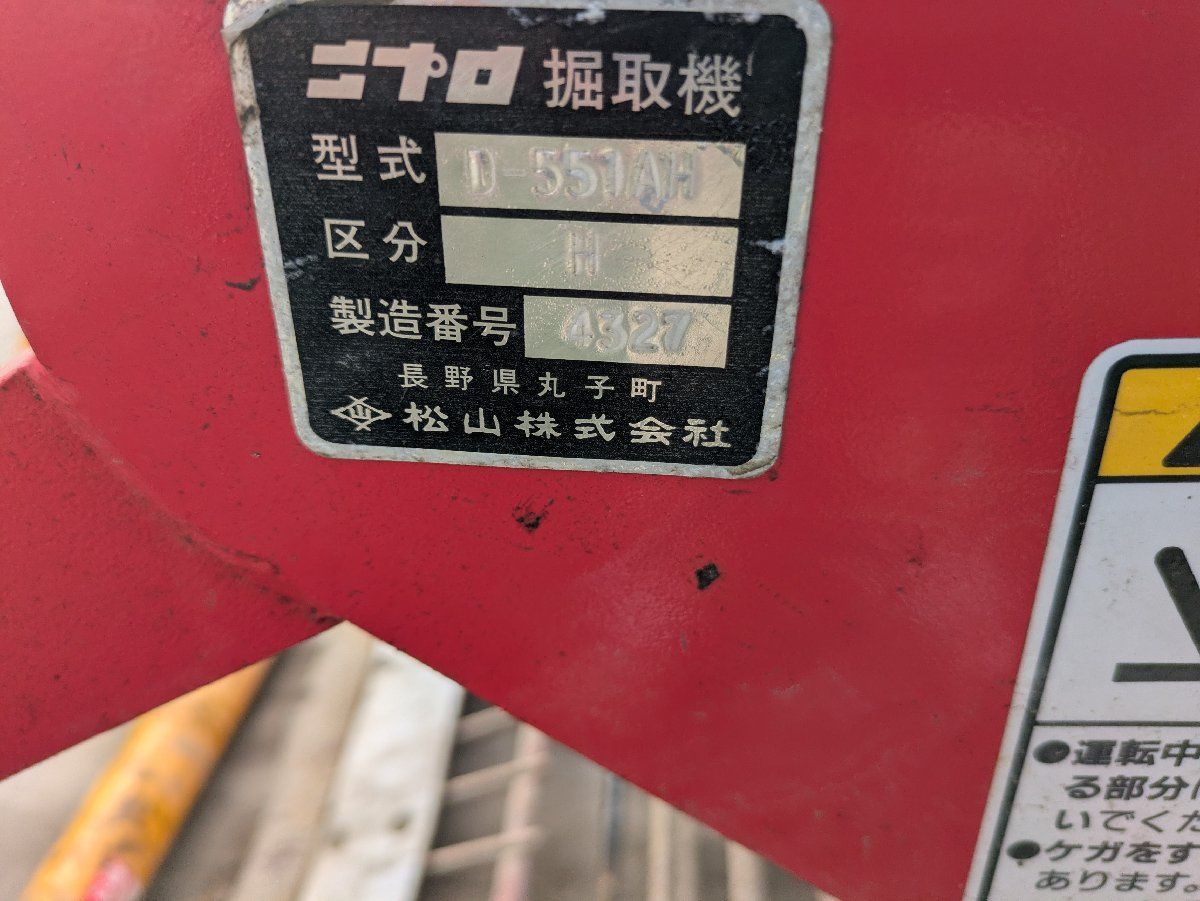 ニプロ 掘取機
型式 D-551AH
区分 H
製造番号 4327
長野県丸子町
松山株式会社
●運転中
る部分に
いでくだ
●ケガをす
あります。